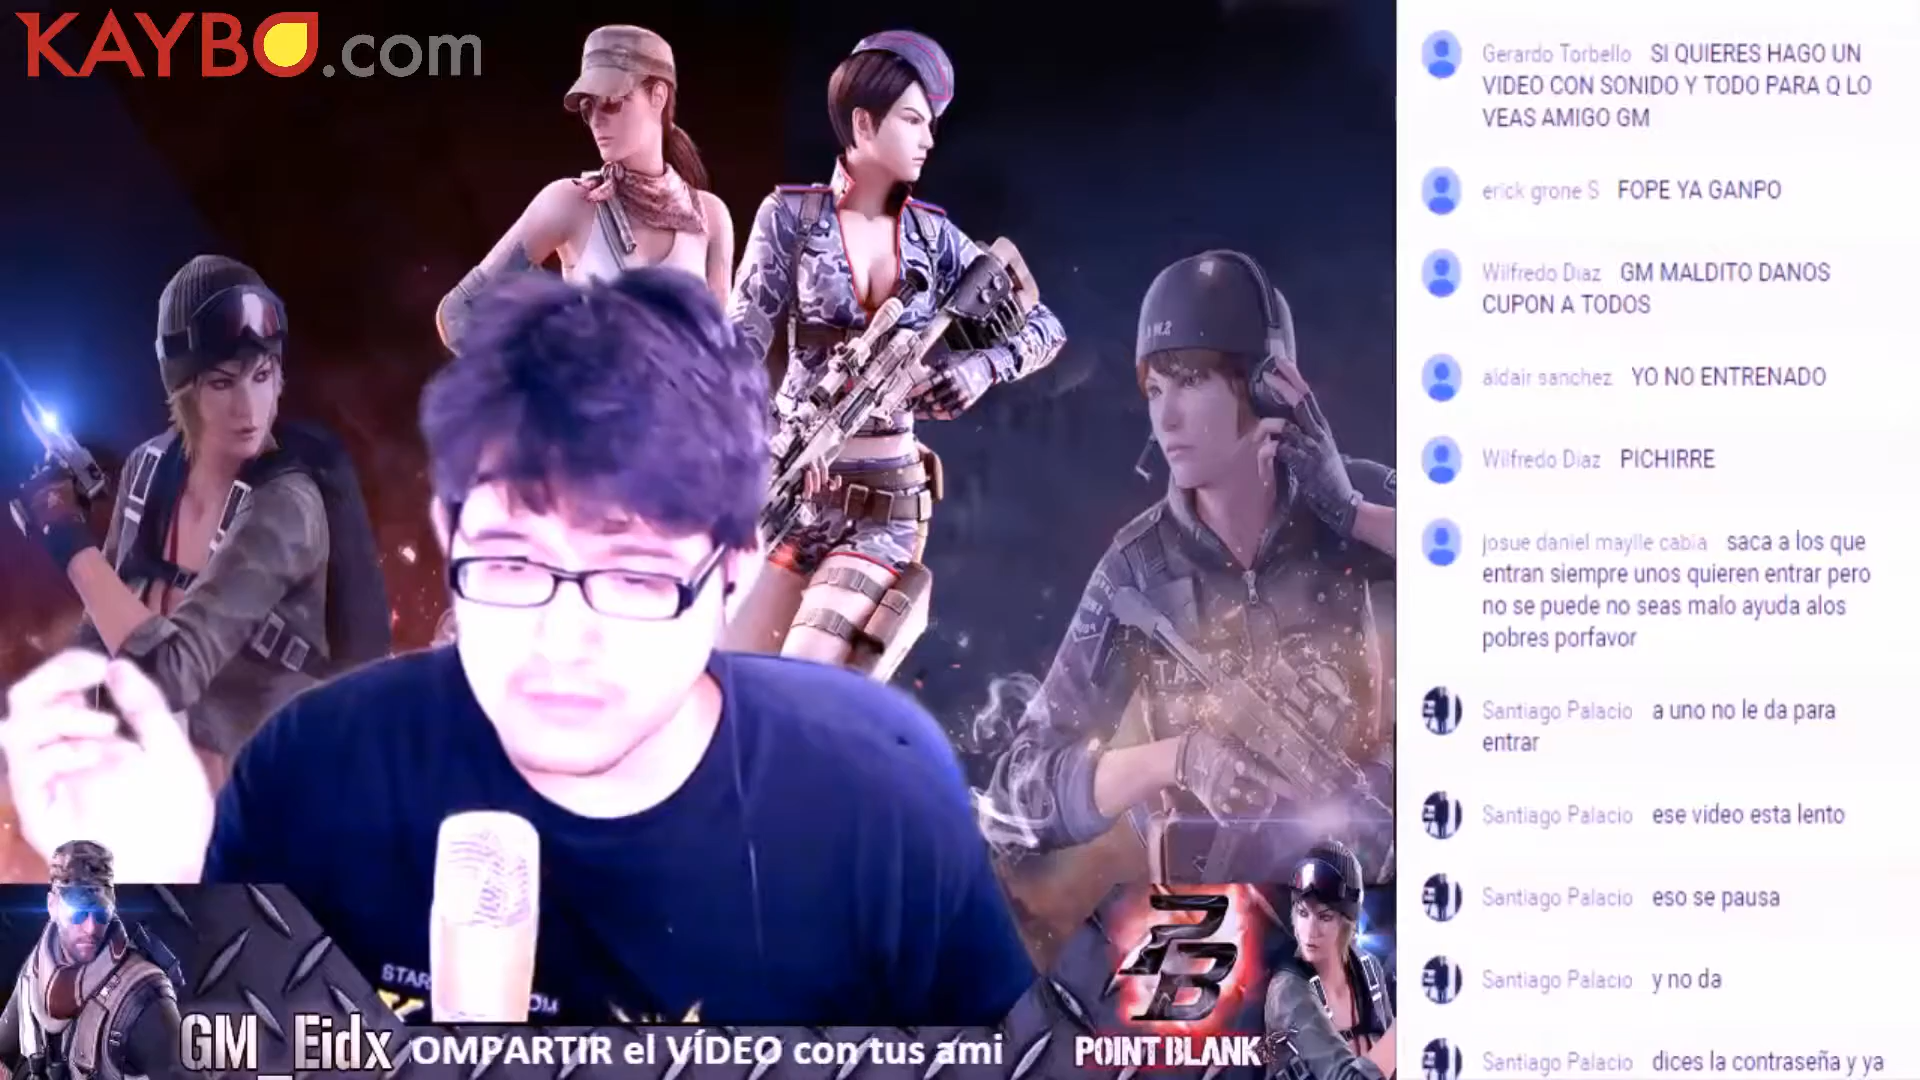 KAYBO.com
Gerardo Torbello SI QUIERES HAGO UN
VIDEO CON SONIDO Y TODO PARA Q LO
VEAS AMIGO GM
erick grone S FOPE YA GANPO
Wilfredo Diaz GM MALDITO DANOS
CUPON A TODOS
aldair sanchez YO NO ENTRENADO
Wilfredo Diaz PICHIRRE
josue daniel maylle cabia saca a los que
entran siempre unos quieren entrar pero
no se puede no seas malo ayuda alos
pobres porfavor
Santiago Palacio a uno no le da para
entrar
Santiago Palacio ese video esta lento
Santiago Palacio eso se pausa
Santiago Palacio y no da
Santiago Palacio dices la contraseña y ya
STAR
GM_Eidx
OMPARTIR el VÍDEO con tus ami
PB
POINT BLANK